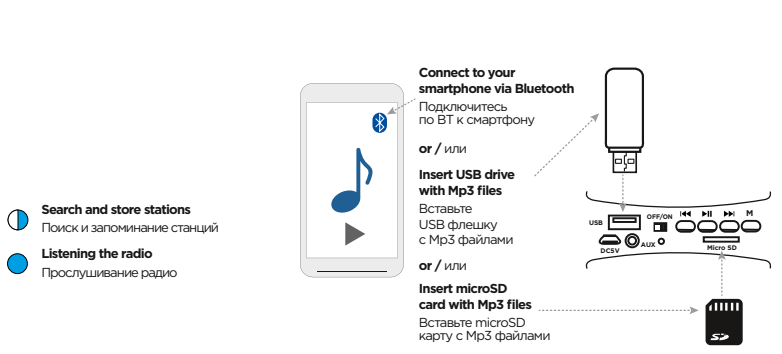 Search and store stations
Поиск и запоминание станций
Listening the radio
Прослушивание радио
Connect to your
smartphone via Bluetooth
Подключитесь
по ВТ к смартфону
or / или
Insert USB drive
with Mp3 files
Вставьте
USB флешку
с Mp3 файлами
or / или
Insert microSD
card with Mp3 files
Вставьте microSD
карту с Mp3 файлами
USB
OFF/ON
M
DC5V
AUX
Micro SD
SD